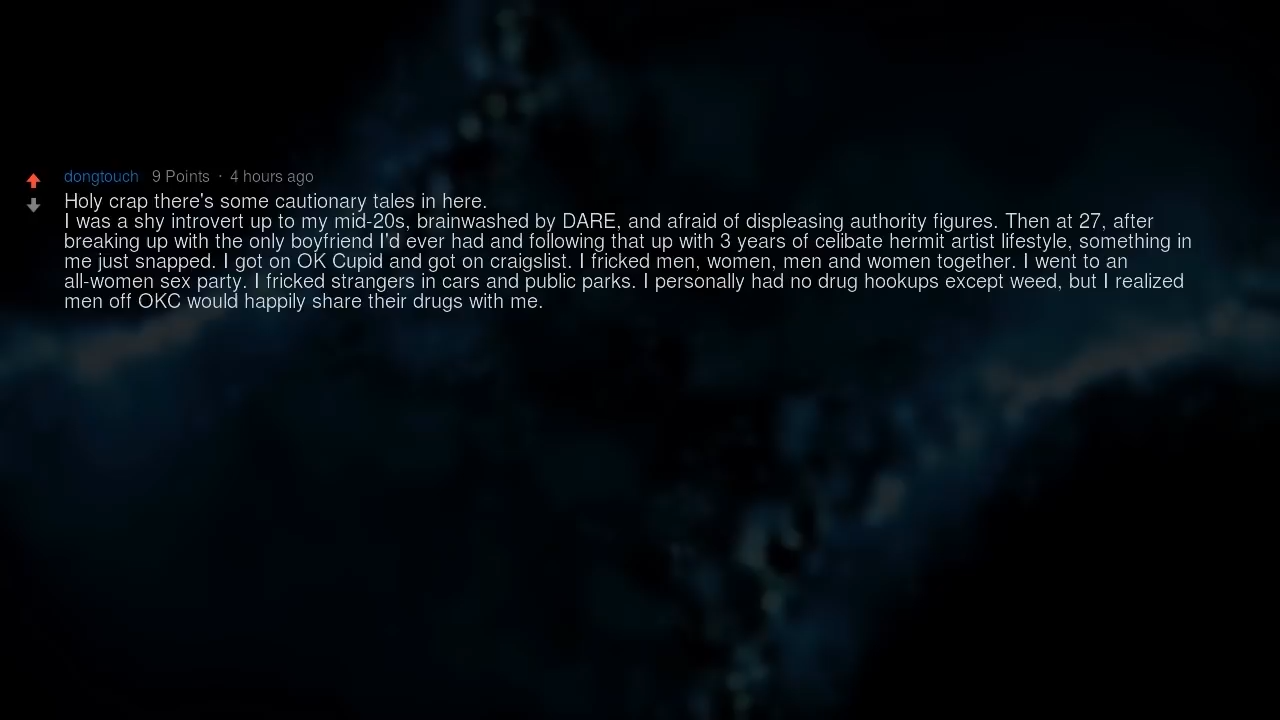 dongtouch 9 Points · 4 hours ago
Holy crap there's some cautionary tales in here.
I was a shy introvert up to my mid-20s, brainwashed by DARE, and afraid of displeasing authority figures. Then at 27, after
breaking up with the only boyfriend I'd ever had and following that up with 3 years of celibate hermit artist lifestyle, something in
me just snapped. I got on OK Cupid and got on craigslist. I fricked men, women, men and women together. I went to an
all-women sex party. I fricked strangers in cars and public parks. I personally had no drug hookups except weed, but I realized
men off OKC would happily share their drugs with me.